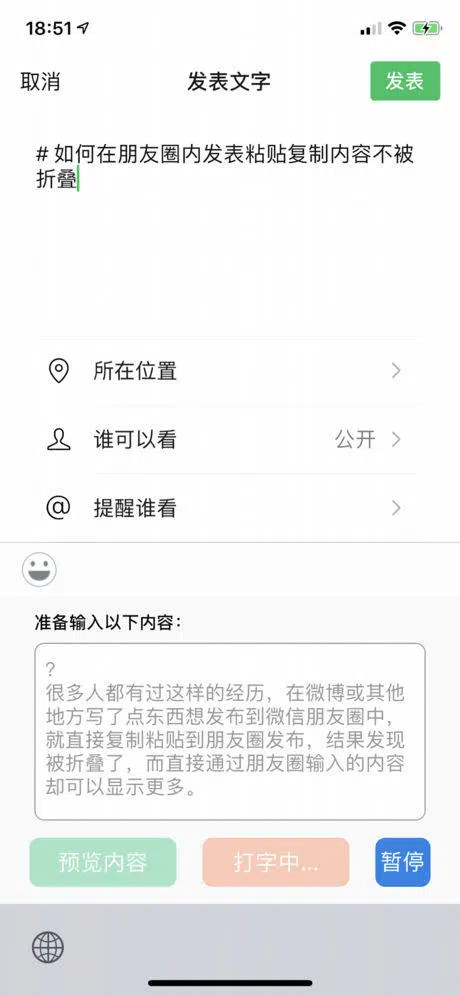 18:51
取消 发表文字 发表
# 如何在朋友圈内发表粘贴复制内容不被
折叠
所在位置
谁可以看 公开
@ 提醒谁看
准备输入以下内容：
?
很多人都有过这样的经历，在微博或其他
地方写了点东西想发布到微信朋友圈中，
就直接复制粘贴到朋友圈发布，结果发现
被折叠了，而直接通过朋友圈输入的内容
却可以显示更多。
预览内容 打字中... 暂停